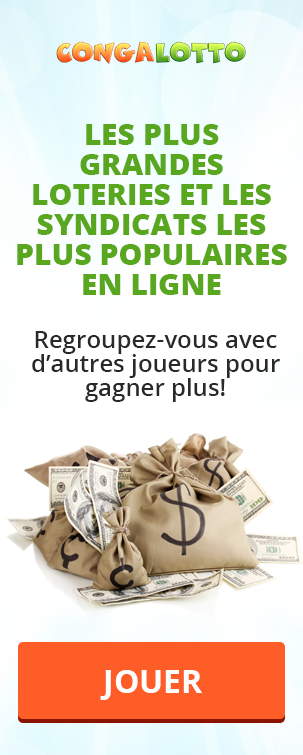 CONGALOTTO
LES PLUS
GRANDES
LOTERIES ET LES
SYNDICATS LES
PLUS POPULAIRES
EN LIGNE
Regroupez-vous avec
d’autres joueurs pour
gagner plus!
$
JOUER